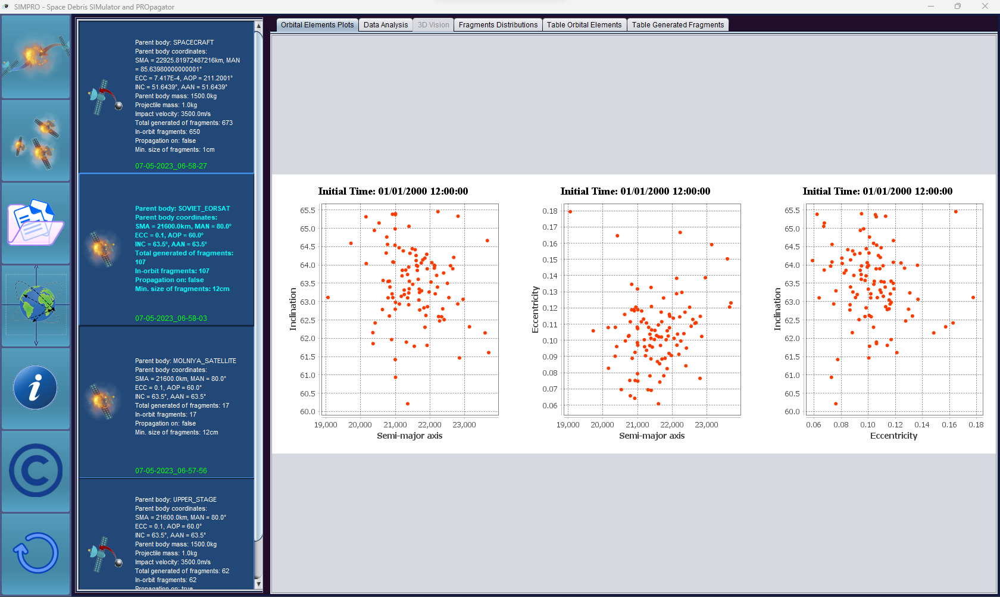 SIMPRO - Space Debris SIMulator and PROpagator
Parent body: SPACECRAFT
Parent body coordinates:
SMA = 22925.81972487216km, MAN
= 85.63980000000001°
ECC = 7.417E-4, AOP = 211.2001°
INC = 51.6439°, AAN = 51.6439°
Parent body mass: 1500.0kg
Projectile mass: 1.0kg
Impact velocity: 3500.0m/s
Total generated of fragments: 673
In-orbit fragments: 650
Propagation on: false
Min. size of fragments: 1cm
07-05-2023_06-58-27
Parent body: SOVIET_EORSAT
Parent body coordinates:
SMA = 21600.0km, MAN = 80.0°
ECC = 0.1, AOP = 60.0°
INC = 63.5°, AAN = 63.5°
Total generated of fragments:
107
In-orbit fragments: 107
Propagation on: false
Min. size of fragments: 12cm
07-05-2023_06-58-03
Parent body: MOLNIYA_SATELLITE
Parent body coordinates:
SMA = 21600.0km, MAN = 80.0°
ECC = 0.1, AOP = 60.0°
INC = 63.5°, AAN = 63.5°
Total generated of fragments: 17
In-orbit fragments: 17
Propagation on: false
Min. size of fragments: 12cm
07-05-2023_06-57-56
Parent body: UPPER_STAGE
Parent body coordinates:
SMA = 21600.0km, MAN = 80.0°
ECC = 0.1, AOP = 60.0°
INC = 63.5°, AAN = 63.5°
Parent body mass: 1500.0kg
Projectile mass: 1.0kg
Impact velocity: 3500.0m/s
Total generated of fragments: 62
In-orbit fragments: 62
Propagation on: true
Orbital Elements Plots
Data Analysis
3D Vision
Fragments Distributions
Table Orbital Elements
Table Generated Fragments
Initial Time: 01/01/2000 12:00:00
Inclination
65.5
65.0
64.5
64.0
63.5
63.0
62.5
62.0
61.5
61.0
60.5
60.0
19,000 20,000 21,000 22,000 23,000
Semi-major axis
Initial Time: 01/01/2000 12:00:00
Eccentricity
0.18
0.17
0.16
0.15
0.14
0.13
0.12
0.11
0.10
0.09
0.08
0.07
0.06
19,000 20,000 21,000 22,000 23,000
Semi-major axis
Initial Time: 01/01/2000 12:00:00
Inclination
65.5
65.0
64.5
64.0
63.5
63.0
62.5
62.0
61.5
61.0
60.5
60.0
0.06 0.08 0.10 0.12 0.14 0.16 0.18
Eccentricity